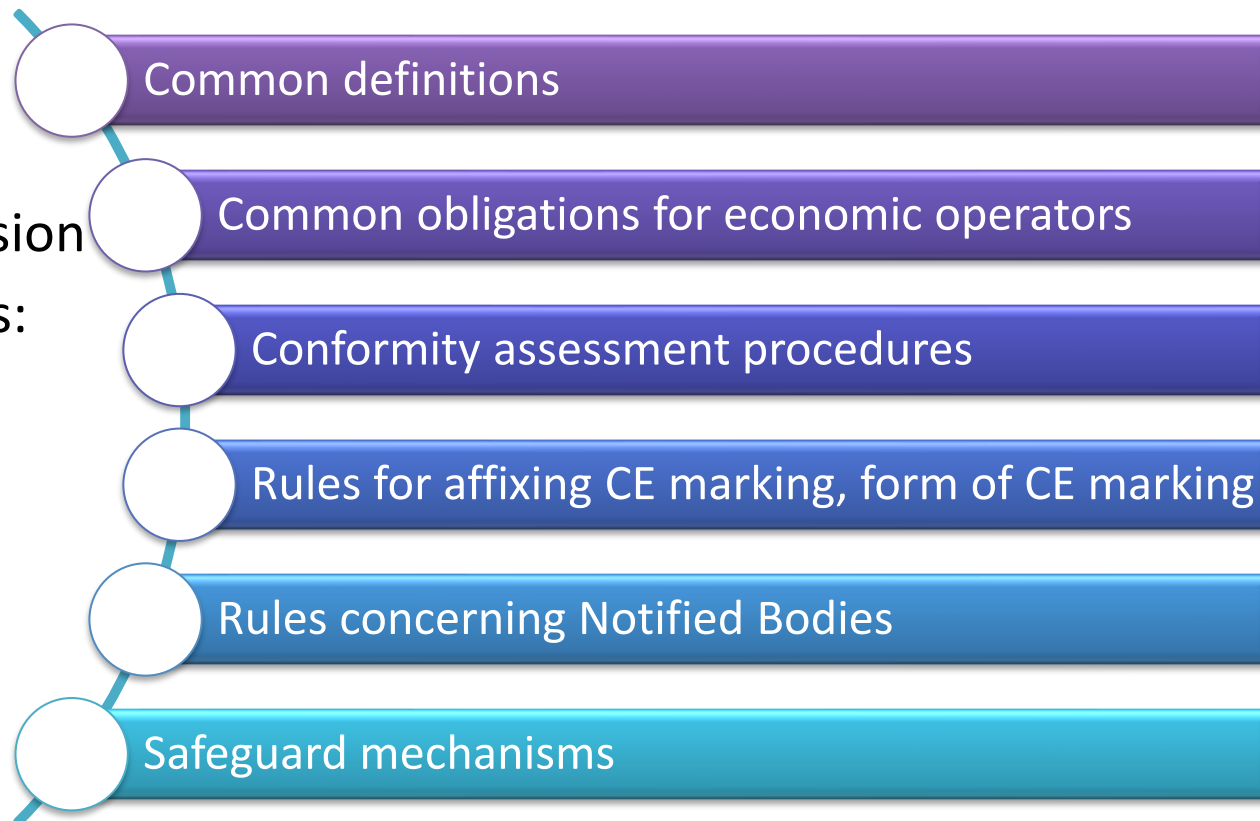 Common definitions
sion
Common obligations for economic operators
s:
Conformity assessment procedures
Rules for affixing CE marking, form of CE marking
Rules concerning Notified Bodies
Safeguard mechanisms